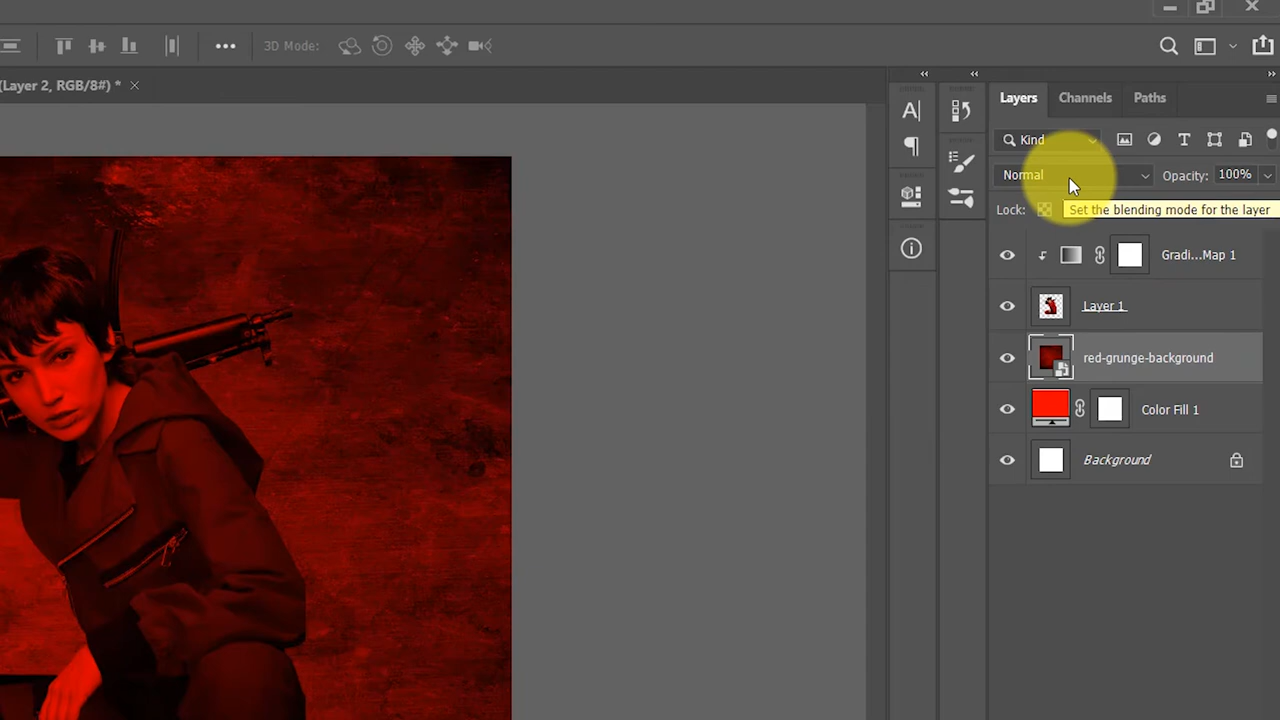 3D Mode:
(Layer 2, RGB/8#) *
Layers Channels Paths
Kind
Normal Opacity: 100%
Lock: Set the blending mode for the layer
Gradi...Map 1
Layer 1
red-grunge-background
Color Fill 1
Background